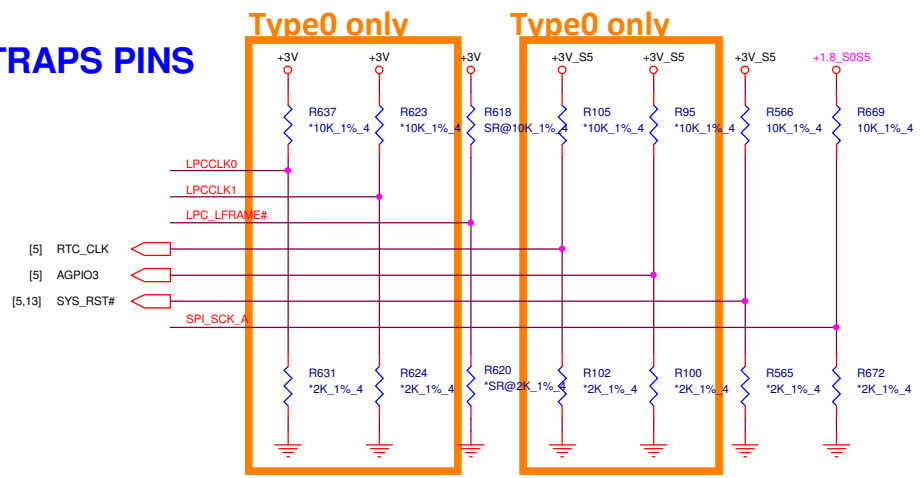 Type0 only
Type0 only
TRAPS PINS
+3V
+3V
+3V
+3V_S5
+3V_S5
+3V_S5
+1.8_S0S5
R637
*10K_1%_4
R623
*10K_1%_4
R618
SR@10K_1%_4
R105
*10K_1%_4
R95
*10K_1%_4
R566
10K_1%_4
R669
10K_1%_4
LPCCLK0
LPCCLK1
LPC_LFRAME#
[5] RTC_CLK
[5] AGPIO3
[5,13] SYS_RST#
SPI_SCK_A
R631
*2K_1%_4
R624
*2K_1%_4
R620
*SR@2K_1%_4
R102
*2K_1%_4
R100
*2K_1%_4
R565
*2K_1%_4
R672
*2K_1%_4